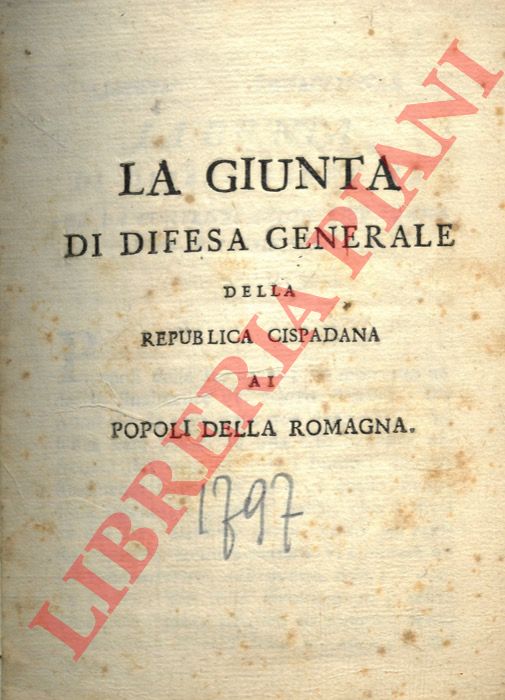 LA GIUNTA
DI DIFESA GENERALE
DELLA
REPUBLICA CISPADANA
AI
POPOLI DELLA ROMAGNA.
1797
LIBRERIA PIANI